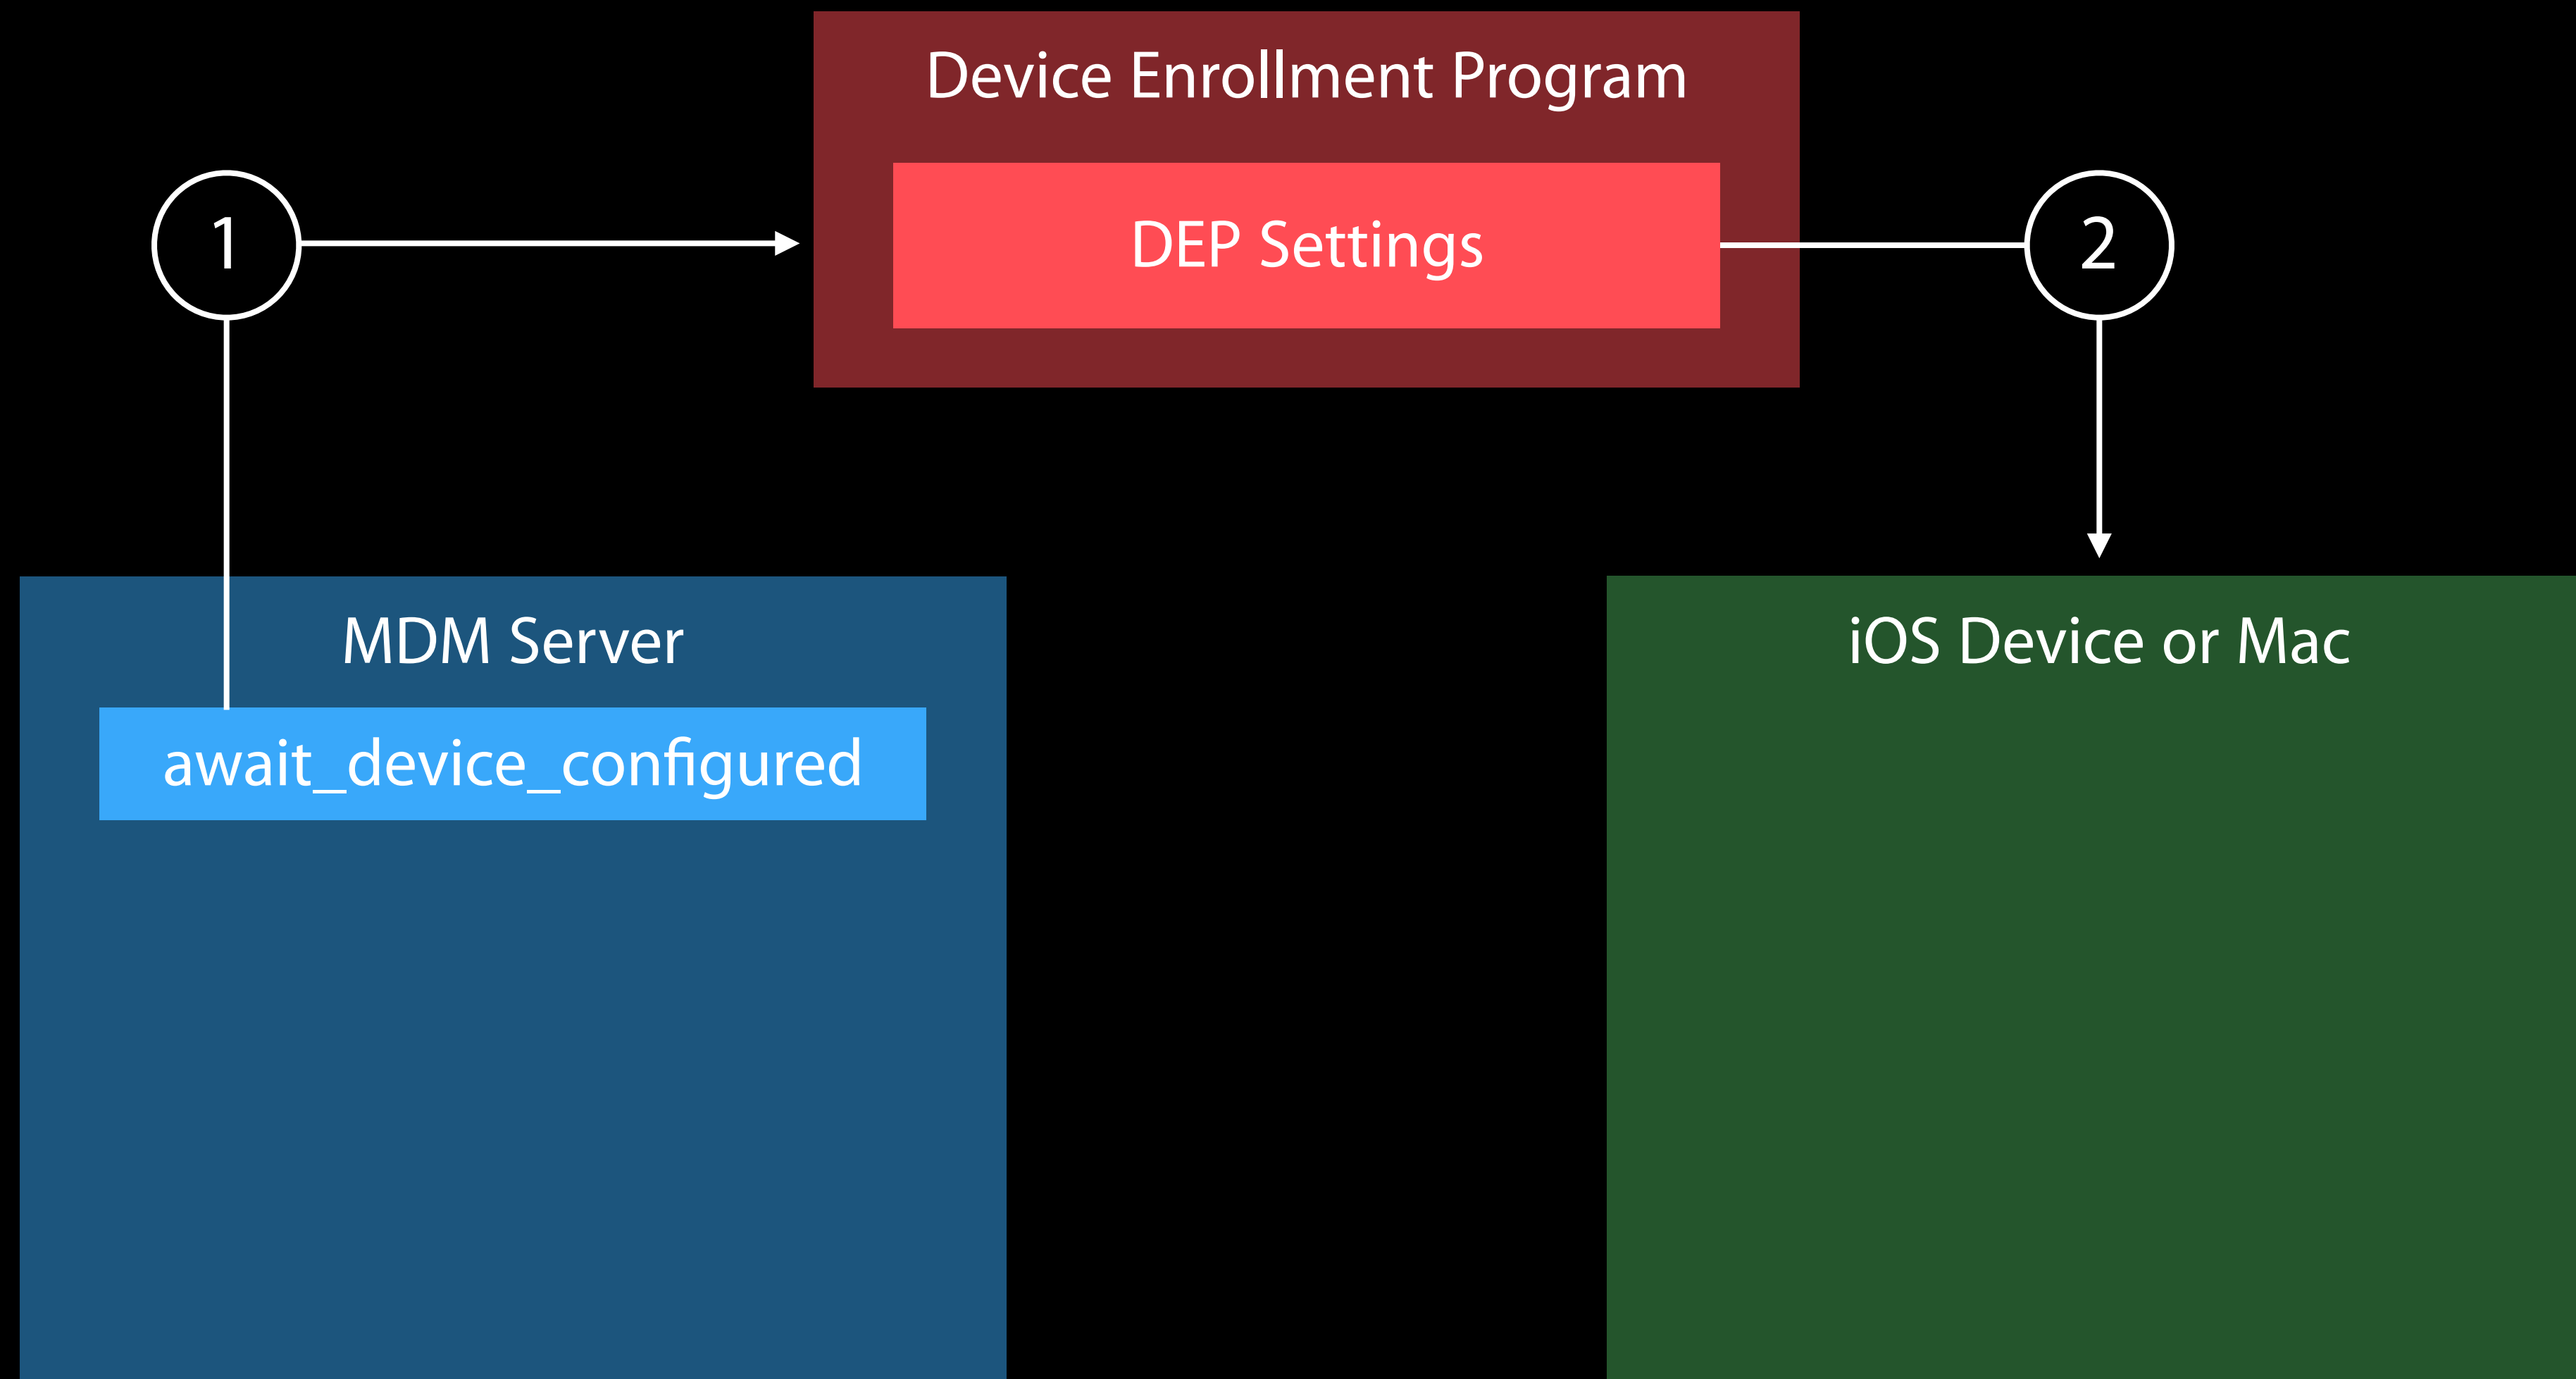 Device Enrollment Program
1
DEP Settings
2
MDM Server
iOS Device or Mac
await_device_configured